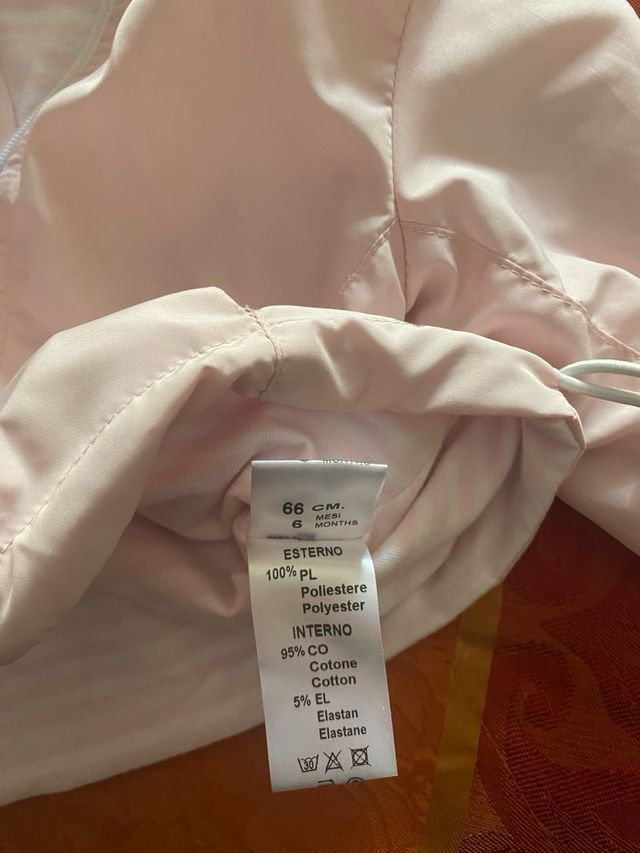 66 CM.
6 MESI
MONTHS
ESTERNO
100% PL
Poliestere
Polyester
INTERNO
95% CO
Cotone
Cotton
5% EL
Elastan
Elastane
30